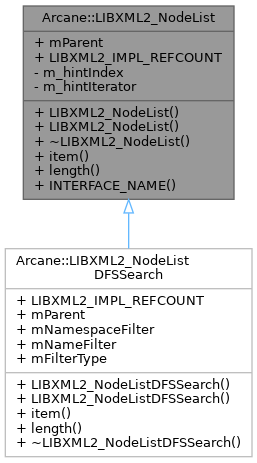 Arcane::LIBXML2_NodeList
+ mParent
+ LIBXML2_IMPL_REFCOUNT
- m_hintIndex
- m_hintIterator
+ LIBXML2_NodeList()
+ LIBXML2_NodeList()
+ ~LIBXML2_NodeList()
+ item()
+ length()
+ INTERFACE_NAME()
Arcane::LIBXML2_NodeList
DFSSearch
+ LIBXML2_IMPL_REFCOUNT
+ mParent
+ mNamespaceFilter
+ mNameFilter
+ mFilterType
+ LIBXML2_NodeListDFSSearch()
+ LIBXML2_NodeListDFSSearch()
+ item()
+ length()
+ ~LIBXML2_NodeListDFSSearch()